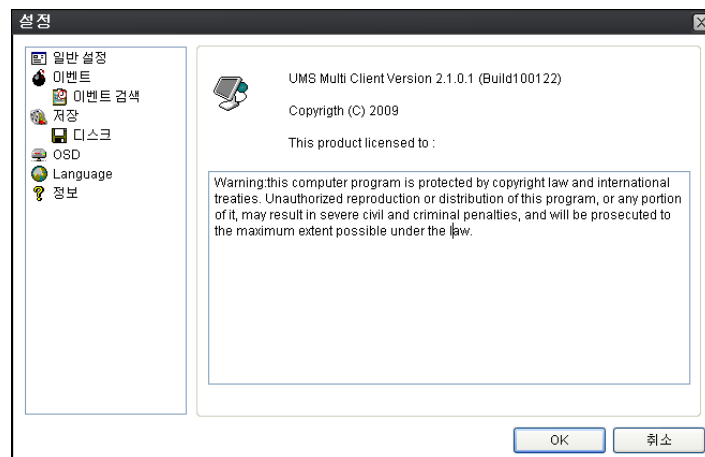 설정
일반 설정
이벤트
이벤트 검색
저장
디스크
OSD
Language
정보
UMS Multi Client Version 2.1.0.1 (Build100122)
Copyrigth (C) 2009
This product licensed to :
Warning:this computer program is protected by copyright law and international
treaties. Unauthorized reproduction or distribution of this program, or any portion
of it, may result in severe civil and criminal penalties, and will be prosecuted to
the maximum extent possible under the law.
OK
취소